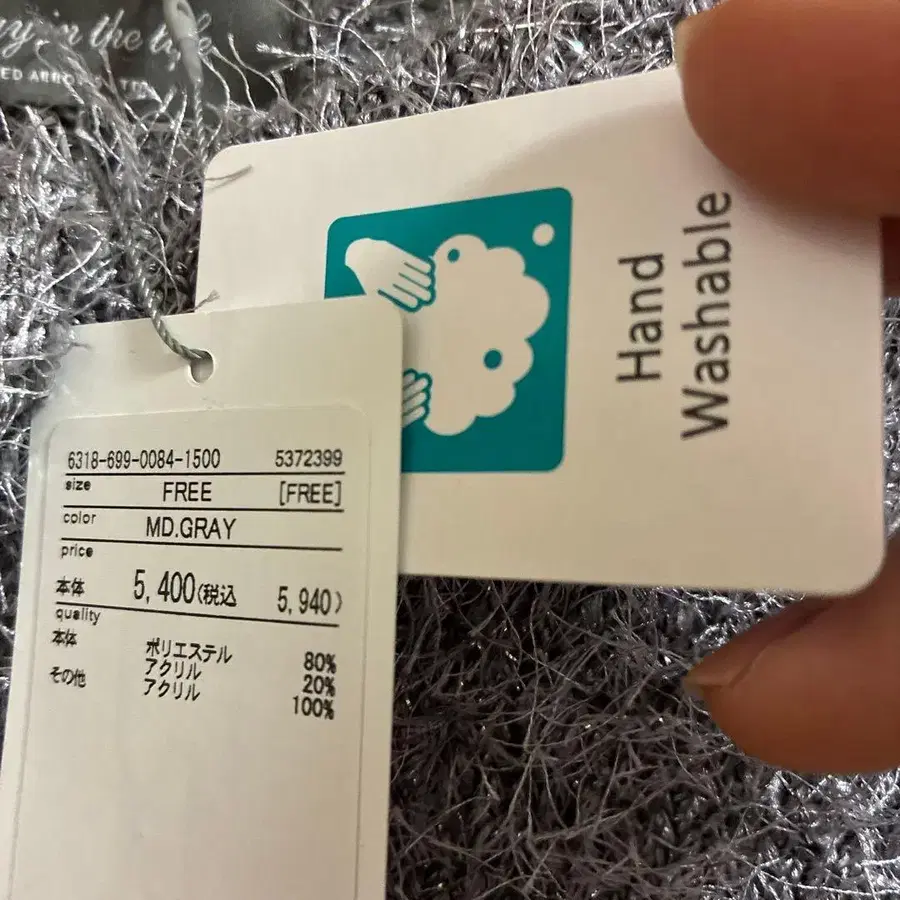 in the
Hand
Washable
6318-699-0084-1500 5372399
size FREE [FREE]
color MD.GRAY
price
本体 5,400(税込 5,940)
quality
本体 ポリエステル 80%
アクリル 20%
その他 アクリル 100%